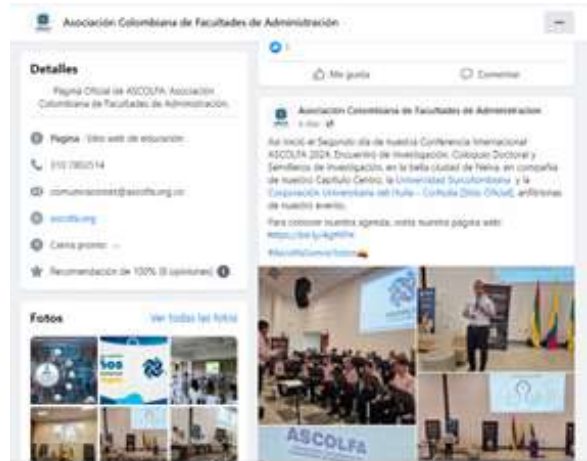 Asociación Colombiana de Facultades de Administración
Detalles
Página Oficial de ASCOLFA: Asociación
Colombiana de Facultades de Administración.
Página · Sitio web de educación
comunicaciones@ascolfa.org.co
ascolfa.org
Cierra pronto
Recomendación de 100% (8 opiniones)
Fotos
Ver todas las fotos
Me gusta
Comentar
Asociación Colombiana de Facultades de Administración
Así inició el Segundo día de nuestra Conferencia Internacional
ASCOLFA 2024, Encuentro de Investigación, Coloquio Doctoral y
Semilleros de Investigación, en la bella ciudad de Neiva, en compañía
de nuestro Capítulo Centro, la Universidad Surcolombiana y la
Corporación Universitaria del Huila - Corhuila [Sitio Oficial], anfitriones
de nuestro evento.
Para conocer nuestra agenda, visita nuestra página web:
#AscolfaSomosTodos
ASCOLFA
ASCOLFA